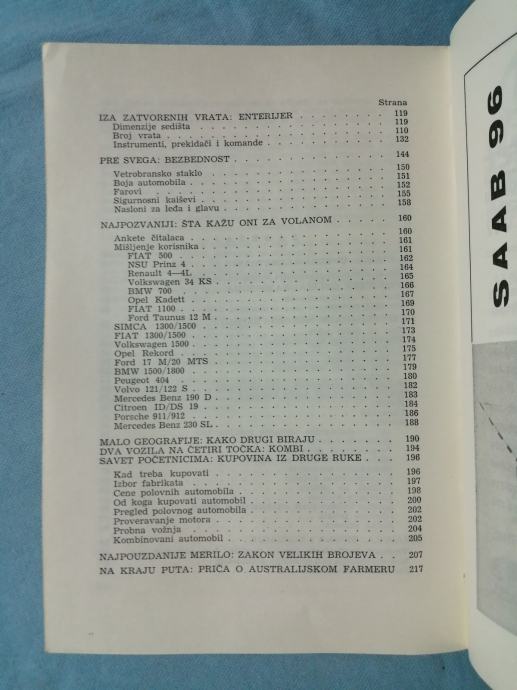 Strana
IZA ZATVORENIH VRATA: ENTERIJER . . . . . . . . 119
Dimenzije sedišta . . . . . . . . . . . . . . 119
Broj vrata . . . . . . . . . . . . . . . . 110
Instrumenti, prekidači i komande . . . . . . . . . 132
PRE SVEGA: BEZBEDNOST . . . . . . . . . . . . 144
Vetrobransko staklo . . . . . . . . . . . . . 150
Boja automobila . . . . . . . . . . . . . . 151
Farovi . . . . . . . . . . . . . . . . . 152
Sigurnosni kaiševi . . . . . . . . . . . . . 155
Nasloni za leđa i glavu . . . . . . . . . . . . 158
NAJPOZVANIJI: ŠTA KAŽU ONI ZA VOLANOM . . . . . 160
Ankete čitalaca . . . . . . . . . . . . . . 160
Mišljenje korisnika . . . . . . . . . . . . . 161
FIAT 500 . . . . . . . . . . . . . . . 161
NSU Prinz 4 . . . . . . . . . . . . . . 162
Renault 4—4L . . . . . . . . . . . . . . 164
Volkswagen 34 KS . . . . . . . . . . . . 165
BMW 700 . . . . . . . . . . . . . . . 166
Opel Kadett . . . . . . . . . . . . . . 167
FIAT 1100 . . . . . . . . . . . . . . . 169
Ford Taunus 12 M . . . . . . . . . . . . 170
SIMCA 1300/1500 . . . . . . . . . . . . . 171
FIAT 1300/1500 . . . . . . . . . . . . . . 173
Volkswagen 1500 . . . . . . . . . . . . . . 174
Opel Rekord . . . . . . . . . . . . . . . 175
Ford 17 M/20 MTS . . . . . . . . . . . . . 177
BMW 1500/1800 . . . . . . . . . . . . . . 179
Peugeot 404 . . . . . . . . . . . . . . . 180
Volvo 121/122 S . . . . . . . . . . . . . . 182
Mercedes Benz 190 D . . . . . . . . . . . . 183
Citroen ID/DS 19 . . . . . . . . . . . . . 184
Porsche 911/912 . . . . . . . . . . . . . . 186
Mercedes Benz 230 SL . . . . . . . . . . . . 188
MALO GEOGRAFIJE: KAKO DRUGI BIRAJU . . . . . . 190
DVA VOZILA NA ČETIRI TOČKA: KOMBI . . . . . . . 194
SAVET POČETNICIMA: KUPOVINA IZ DRUGE RUKE . . . 196
Kad treba kupovati . . . . . . . . . . . . . 196
Izbor fabrikata . . . . . . . . . . . . . . 197
Cene polovnih automobila . . . . . . . . . . . 198
Od koga kupovati automobil . . . . . . . . . . 200
Pregled polovnog automobila . . . . . . . . . . 202
Proveravanje motora . . . . . . . . . . . . . 202
Probna vožnja . . . . . . . . . . . . . . 204
Kombinovani automobil . . . . . . . . . . . . 205
NAJPOUZDANIJE MERILO: ZAKON VELIKIH BROJEVA . . 207
NA KRAJU PUTA: PRIČA O AUSTRALIJSKOM FARMERU 217
SAAB 96